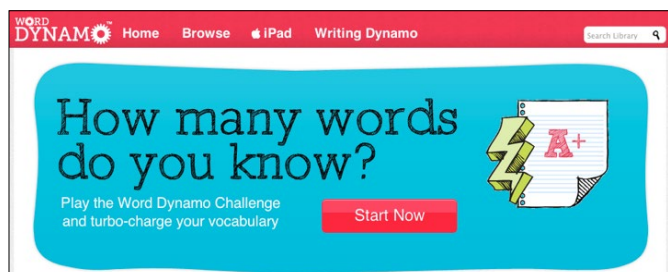 WORD
DYNAMO™ Home Browse iPad Writing Dynamo Search Library
How many words
do you know?
A+
Play the Word Dynamo Challenge
and turbo-charge your vocabulary
Start Now